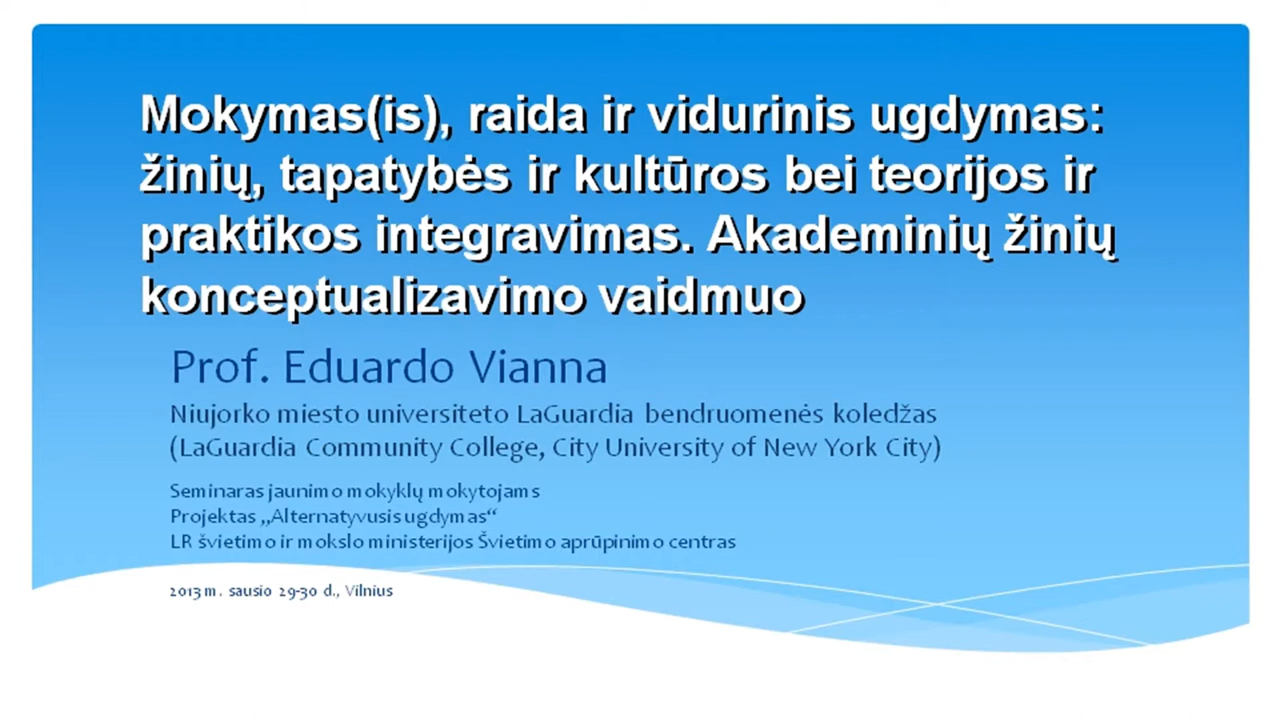 Mokymas(is), raida ir vidurinis ugdymas:
žinių, tapatybės ir kultūros bei teorijos ir
praktikos integravimas. Akademinių žinių
konceptualizavimo vaidmuo
Prof. Eduardo Vianna
Niujorko miesto universiteto LaGuardia bendruomenės koledžas
(LaGuardia Community College, City University of New York City)
Seminaras jaunimo mokyklų mokytojams
Projektas „Alternatyvusis ugdymas“
LR švietimo ir mokslo ministerijos Švietimo aprūpinimo centras
2013 m. sausio 29-30 d., Vilnius